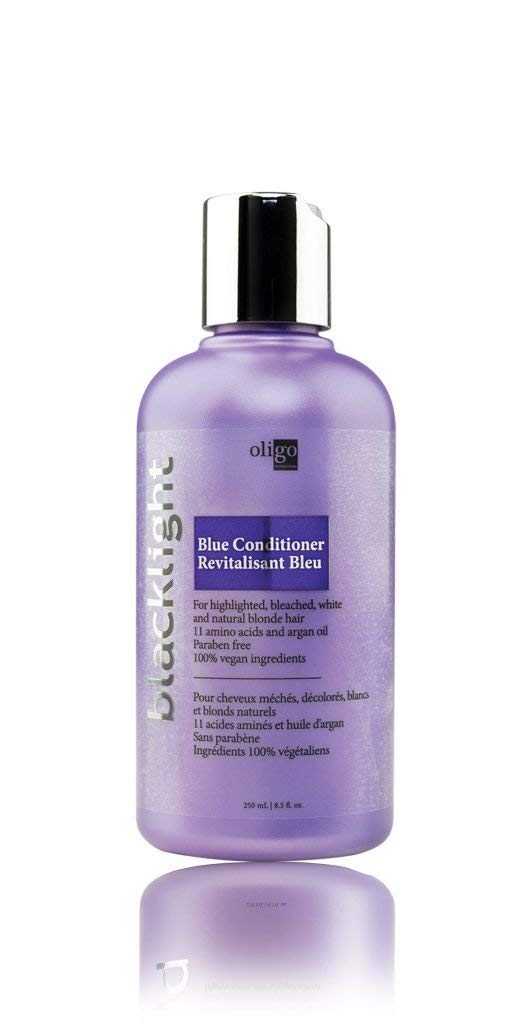 oligo
blacklight
Blue Conditioner
Revitalisant Bleu
For highlighted, bleached, white
and natural blonde hair
11 amino acids and argan oil
Paraben free
100% vegan ingredients
Pour cheveux méchés, décolorés, blancs
et blonds naturels
11 acides aminés et huile d'argan
Sans parabène
Ingrédients 100% végétaliens
250 mL | 8.5 fl. oz.